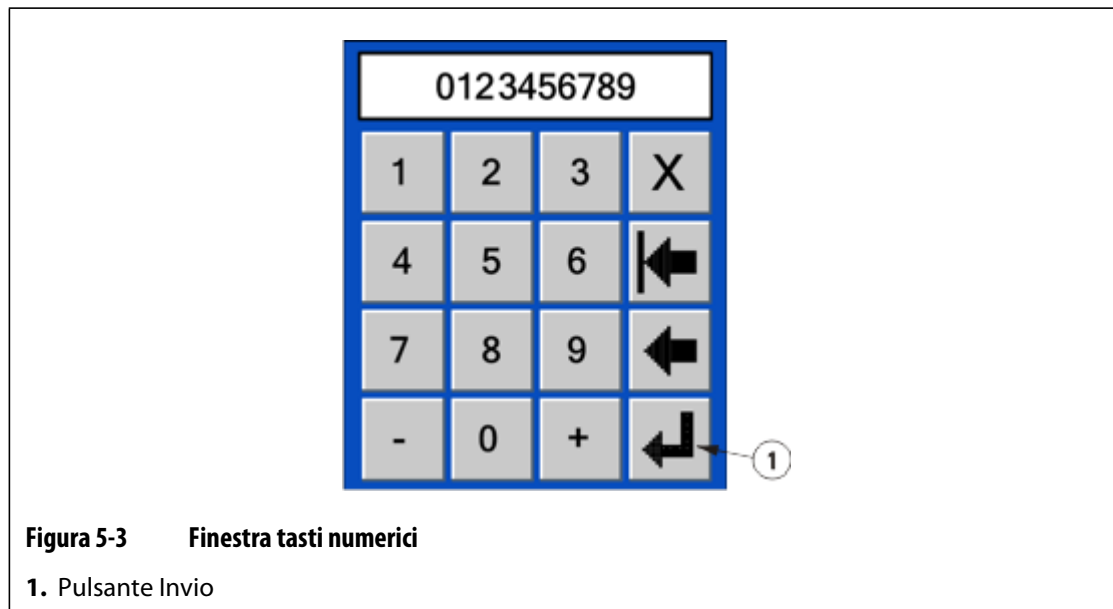 0123456789
1 2 3 X
4 5 6
7 8 9
- 0 +
1
Figura 5-3 Finestra tasti numerici
1. Pulsante Invio